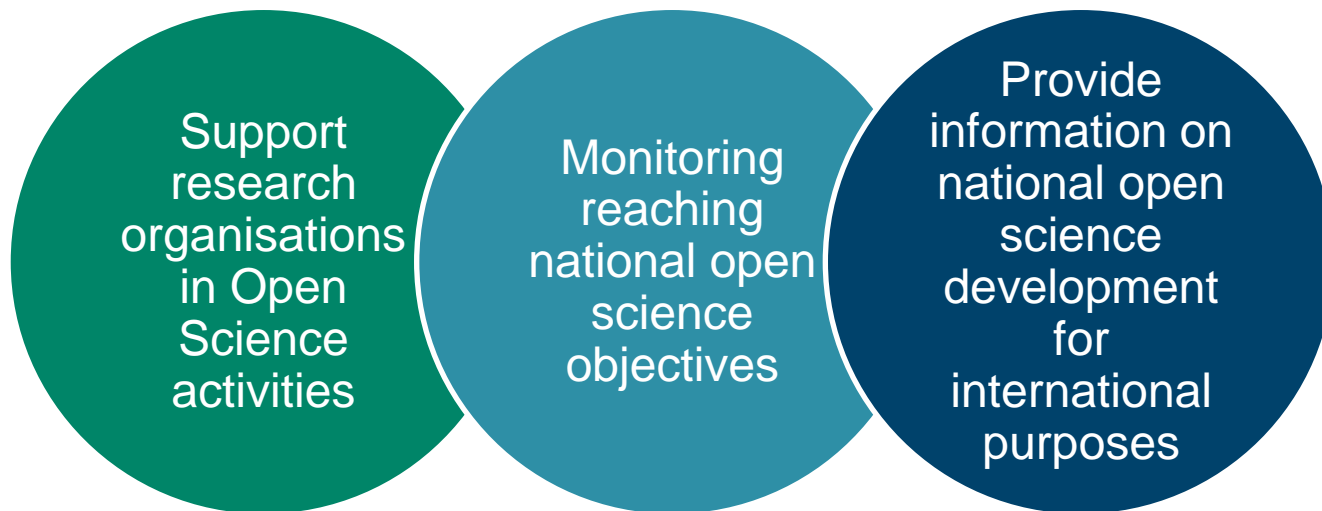 Support
research
organisations
in Open
Science
activities
Monitoring
reaching
national open
science
objectives
Provide
information on
national open
science
development
for
international
purposes